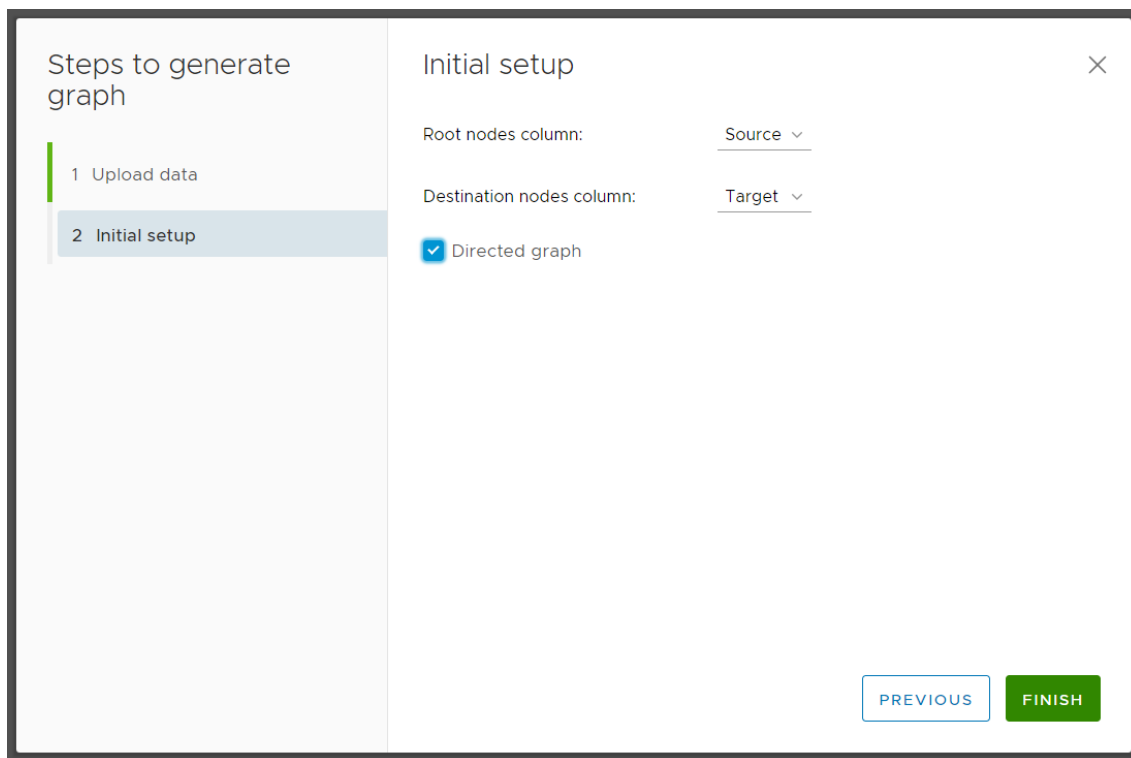 Steps to generate
graph
1 Upload data
2 Initial setup
Initial setup
Root nodes column: Source
Destination nodes column: Target
Directed graph
PREVIOUS FINISH